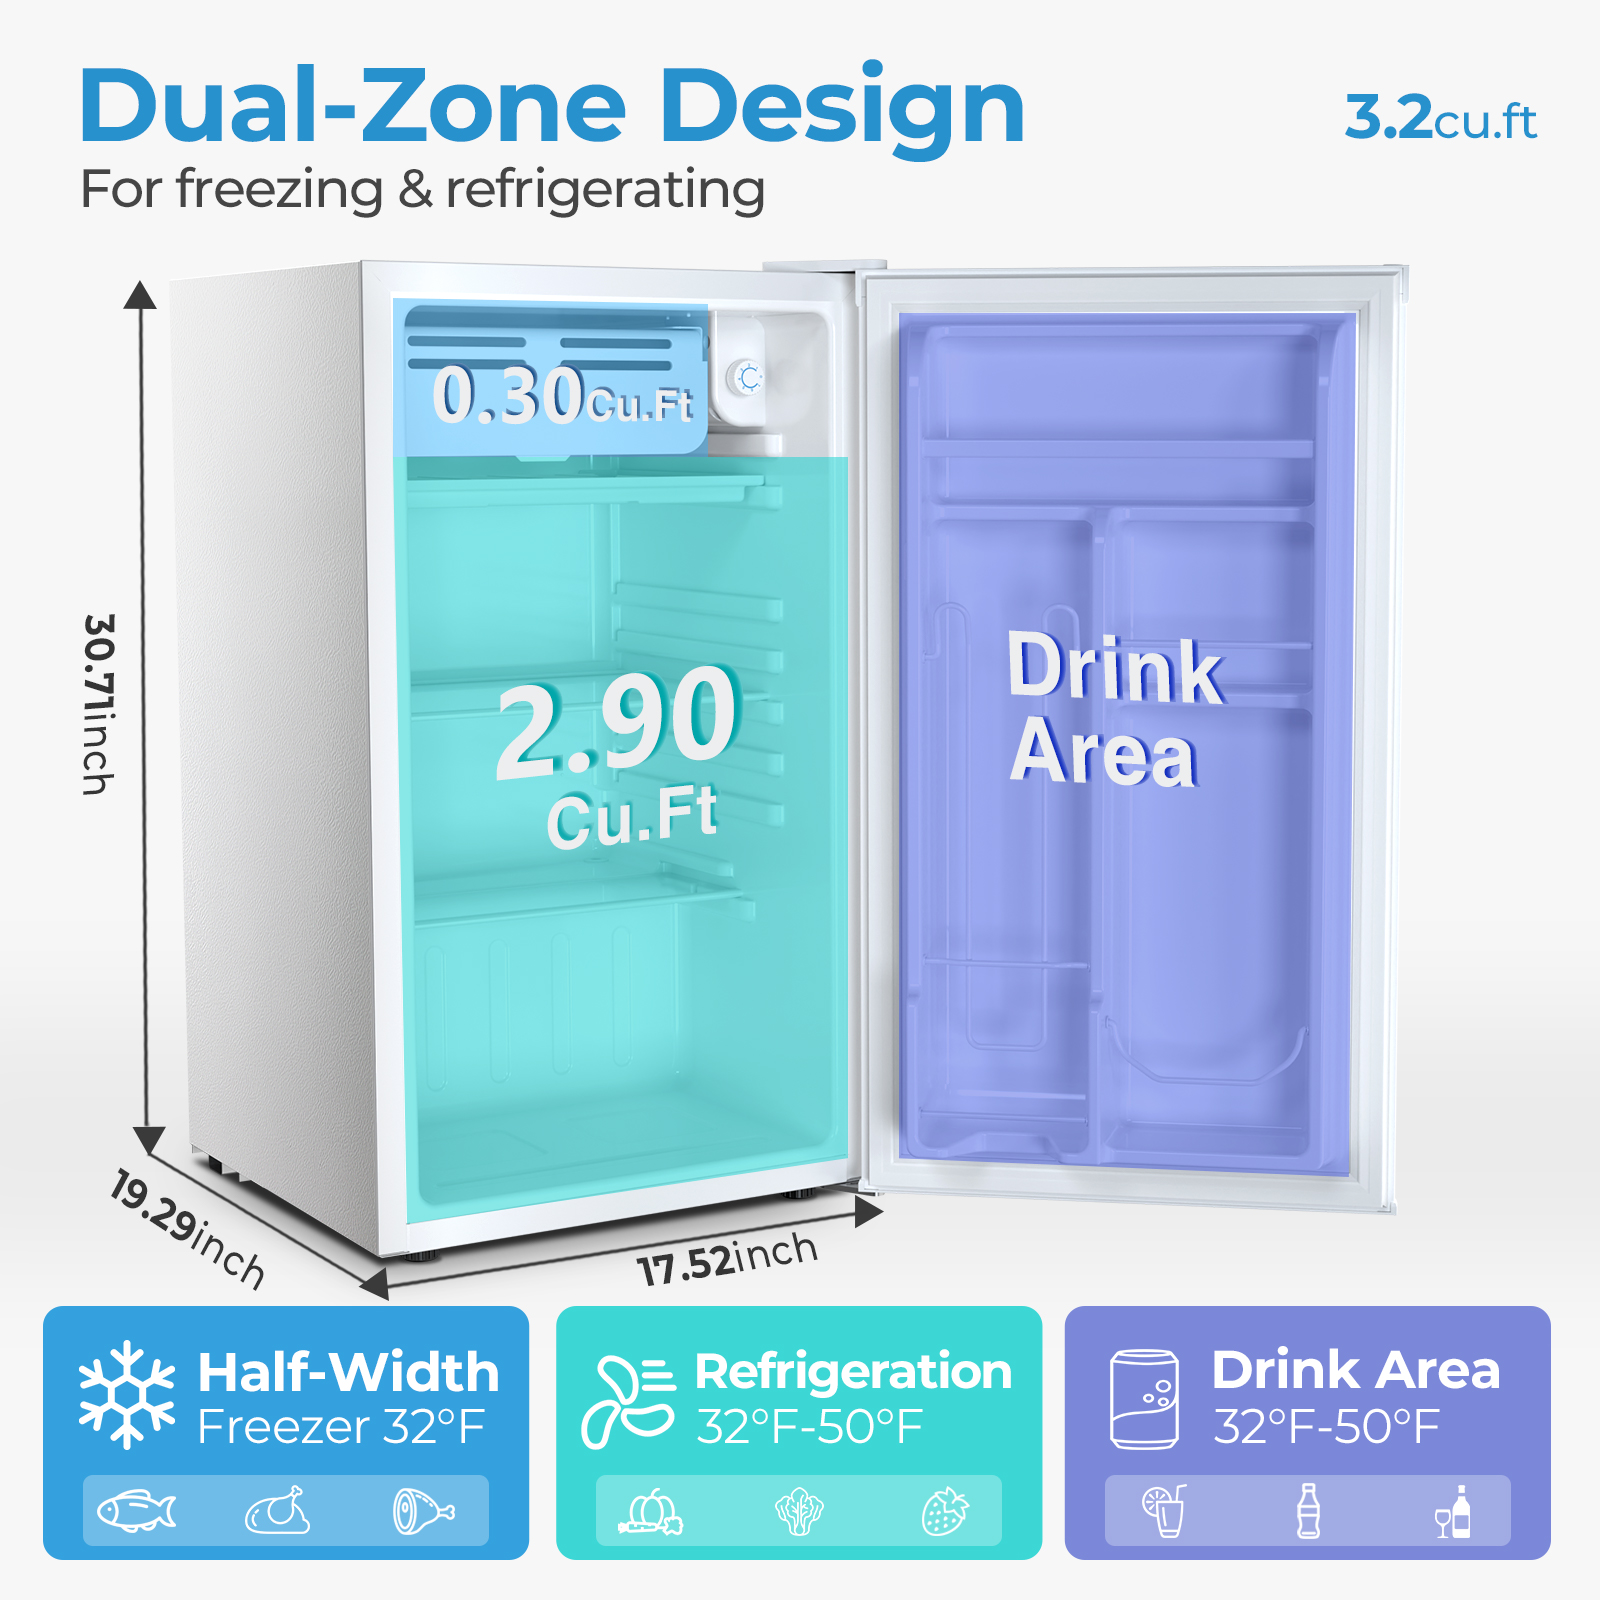 Dual-Zone Design
3.2cu.ft
For freezing & refrigerating
0.30Cu.Ft
2.90
Cu.Ft
Drink
Area
30.71inch
19.29inch
17.52inch
Half-Width
Freezer 32°F
Refrigeration
32°F-50°F
Drink Area
32°F-50°F